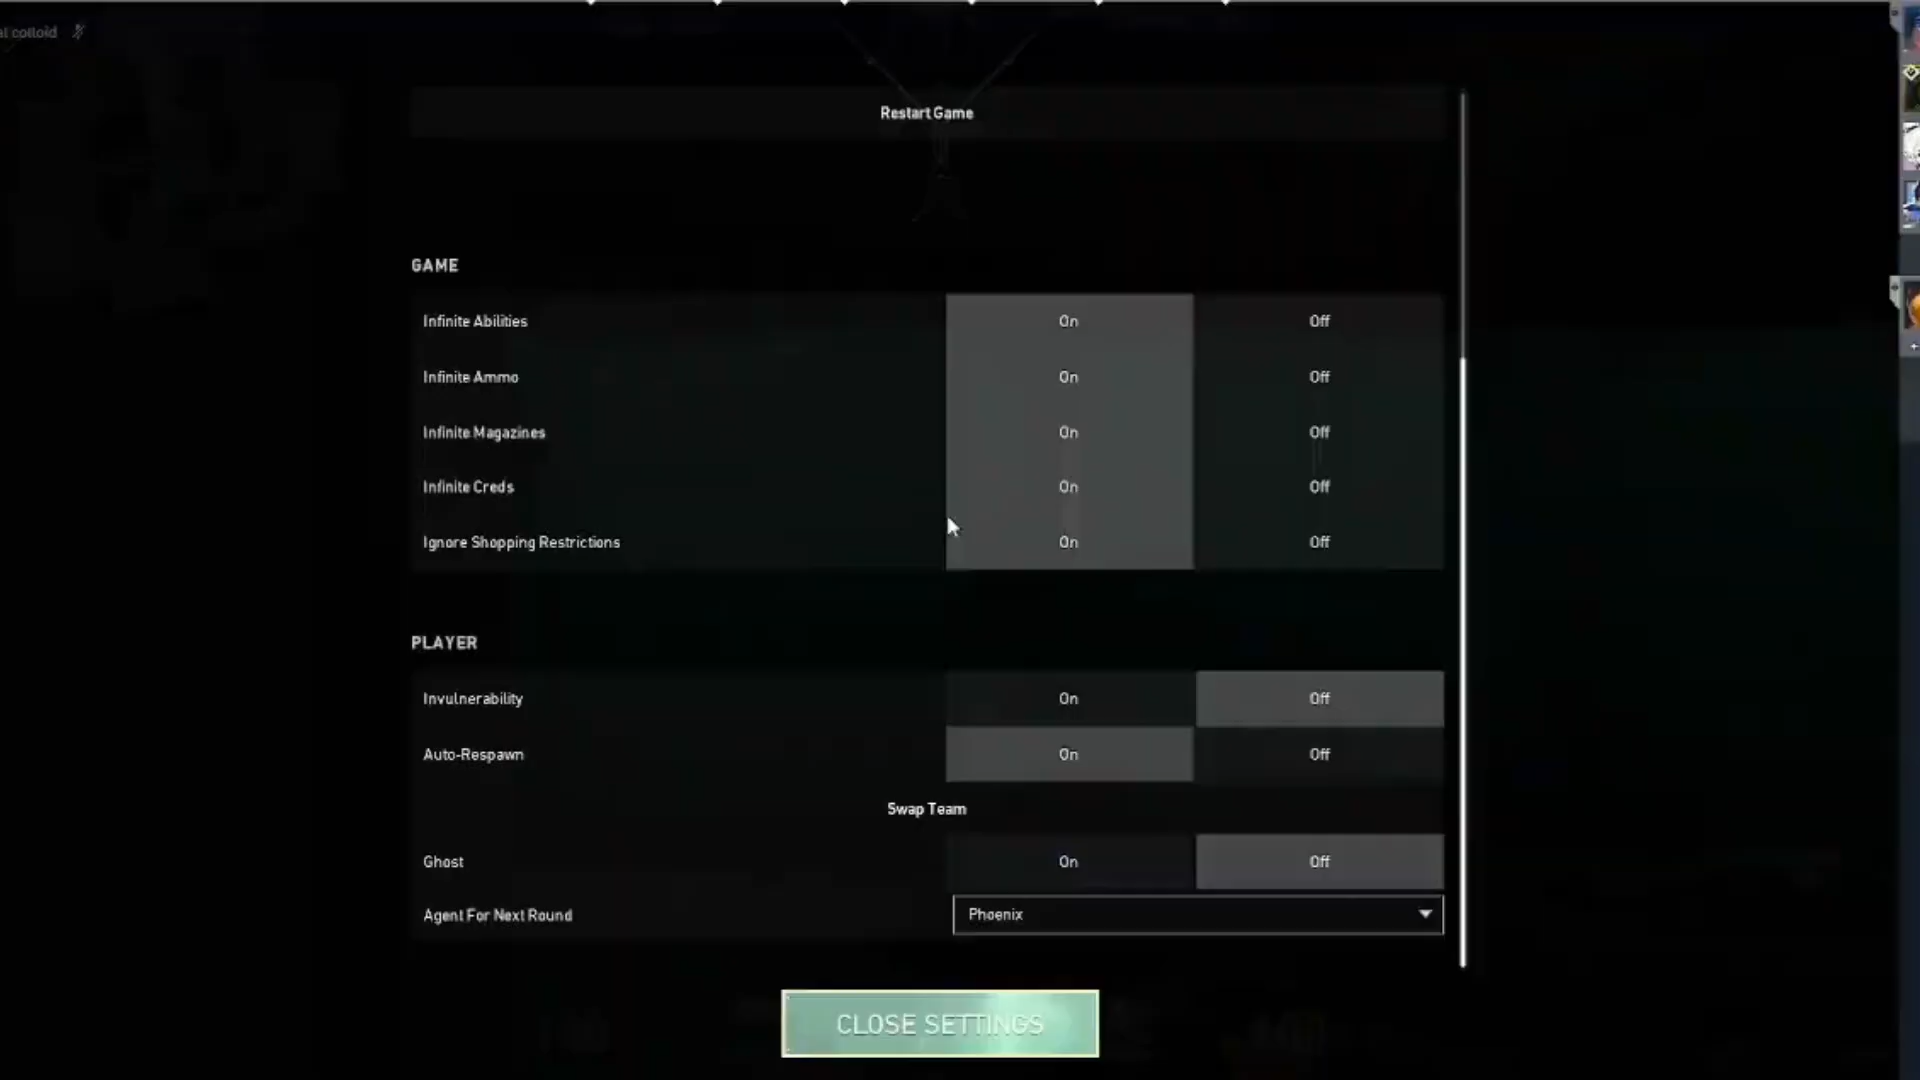 al colloid
Restart Game
GAME
Infinite Abilities On Off
Infinite Ammo On Off
Infinite Magazines On Off
Infinite Creds On Off
Ignore Shopping Restrictions On Off
PLAYER
Invulnerability On Off
Auto-Respawn On Off
Swap Team
Ghost On Off
Agent For Next Round Phoenix
CLOSE SETTINGS